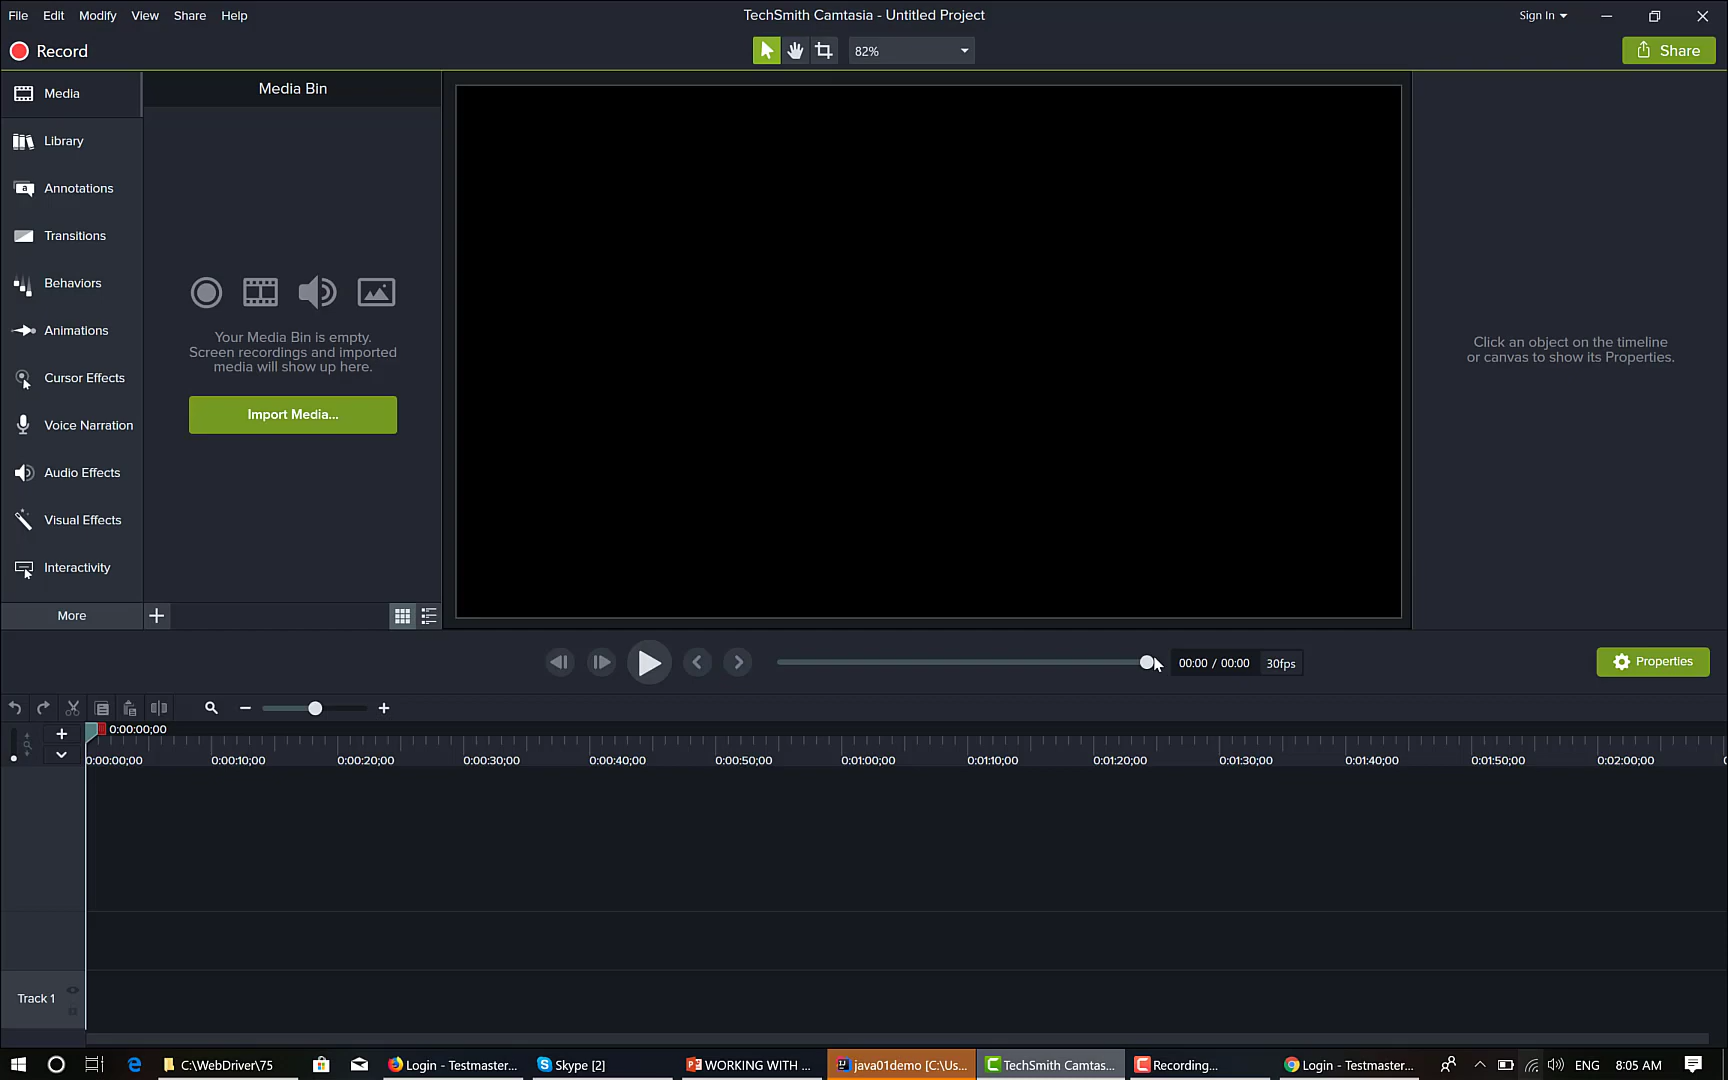 File Edit Modify View Share Help
TechSmith Camtasia - Untitled Project
Sign In
Record
82%
Share
Media
Media Bin
Library
Annotations
Transitions
Behaviors
Animations
Cursor Effects
Voice Narration
Audio Effects
Visual Effects
Interactivity
More
Your Media Bin is empty.
Screen recordings and imported
media will show up here.
Import Media...
Click an object on the timeline
or canvas to show its Properties.
00:00 / 00:00 30fps
Properties
0:00:00;00
0:00:00;00 0:00:10;00 0:00:20;00 0:00:30;00 0:00:40;00 0:00:50;00 0:01:00;00 0:01:10;00 0:01:20;00 0:01:30;00 0:01:40;00 0:01:50;00 0:02:00;00
Track 1
C:\WebDriver\75 Login - Testmaster... Skype [2] WORKING WITH ... java01demo [C:\Us... TechSmith Camtas... Recording... Login - Testmaster... ENG 8:05 AM